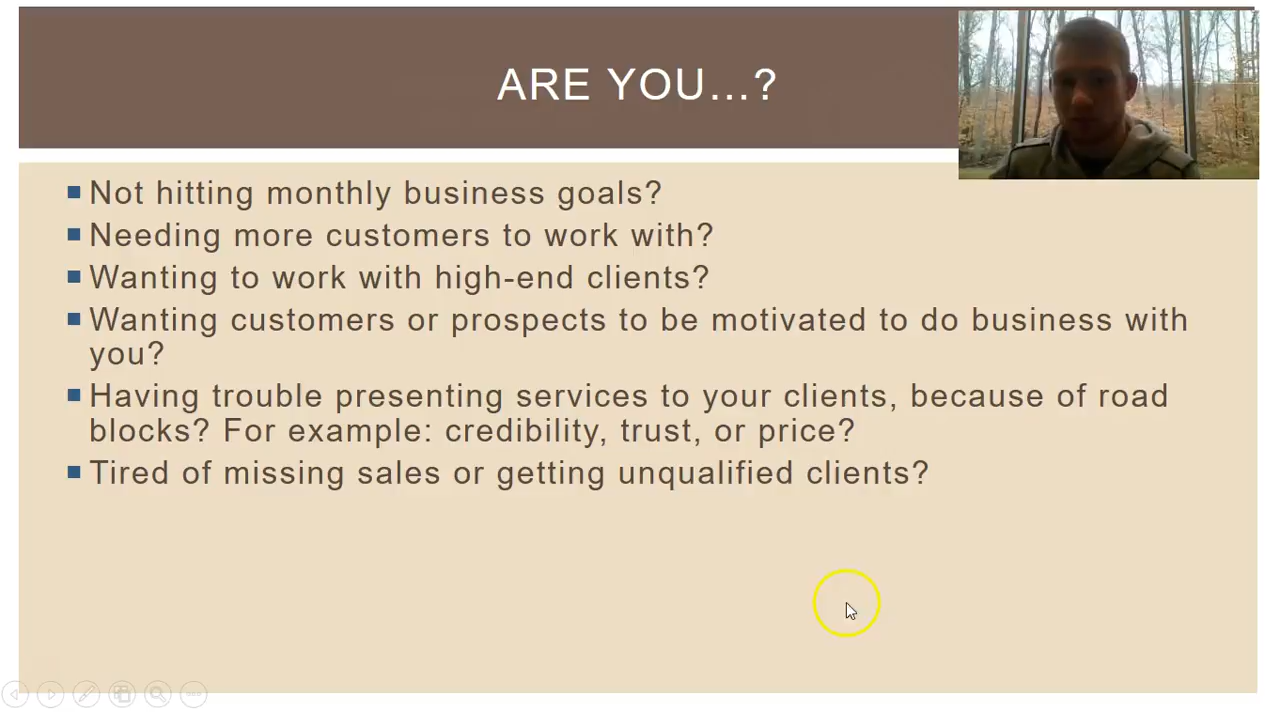 ARE YOU...?
Not hitting monthly business goals?
Needing more customers to work with?
Wanting to work with high-end clients?
Wanting customers or prospects to be motivated to do business with
you?
Having trouble presenting services to your clients, because of road
blocks? For example: credibility, trust, or price?
Tired of missing sales or getting unqualified clients?